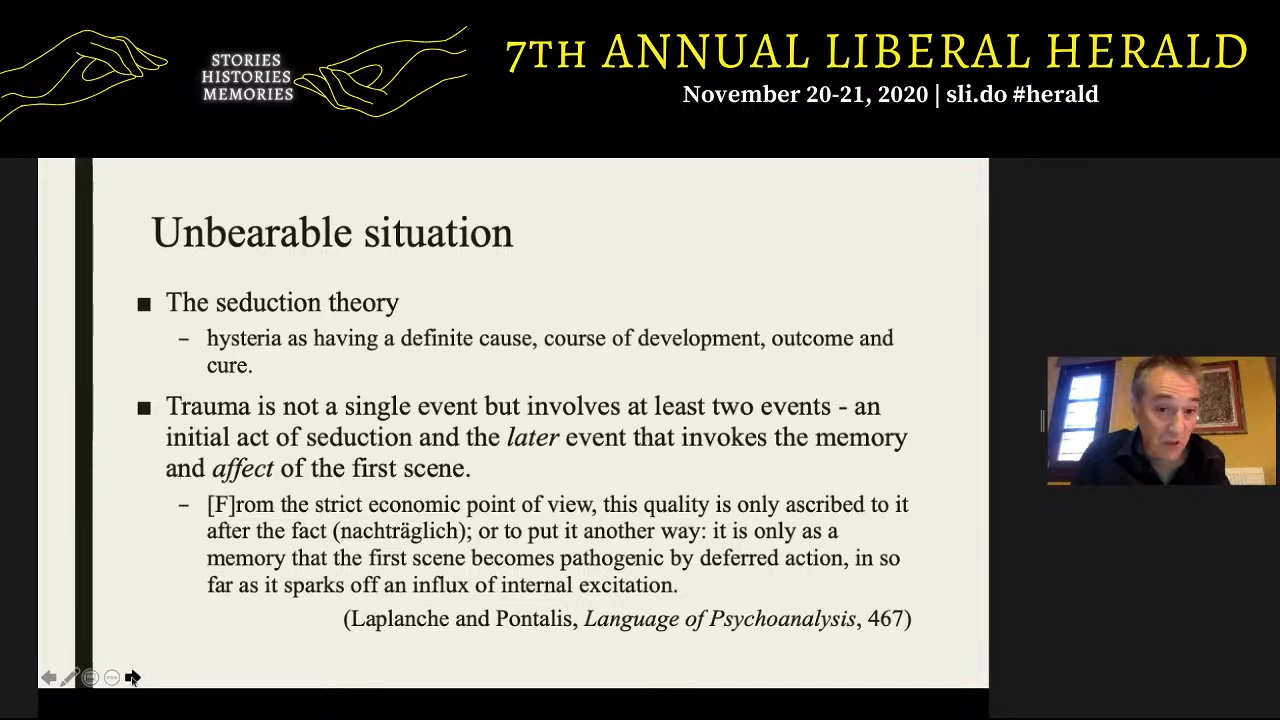 STORIES
HISTORIES
MEMORIES
7TH ANNUAL LIBERAL HERALD
November 20-21, 2020 | sli.do #herald
Unbearable situation
■ The seduction theory
– hysteria as having a definite cause, course of development, outcome and
cure.
■ Trauma is not a single event but involves at least two events - an
initial act of seduction and the later event that invokes the memory
and affect of the first scene.
– [F]rom the strict economic point of view, this quality is only ascribed to it
after the fact (nachträglich); or to put it another way: it is only as a
memory that the first scene becomes pathogenic by deferred action, in so
far as it sparks off an influx of internal excitation.
(Laplanche and Pontalis, Language of Psychoanalysis, 467)